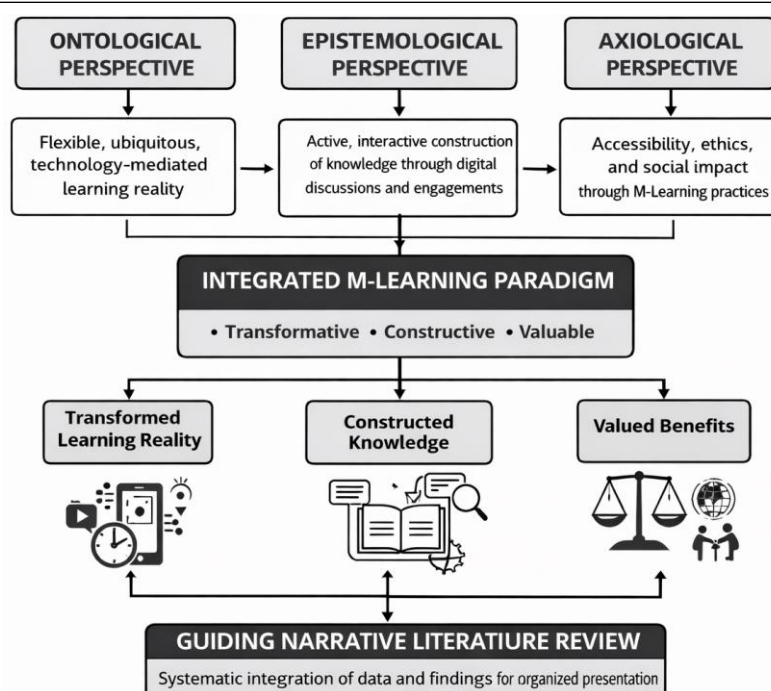 ONTOLOGICAL
PERSPECTIVE
EPISTEMOLOGICAL
PERSPECTIVE
AXIOLOGICAL
PERSPECTIVE
Flexible, ubiquitous,
technology-mediated
learning reality
Active, interactive construction
of knowledge through digital
discussions and engagements
Accessibility, ethics,
and social impact
through M-Learning practices
INTEGRATED M-LEARNING PARADIGM
• Transformative • Constructive • Valuable
Transformed
Learning Reality
Constructed
Knowledge
Valued Benefits
GUIDING NARRATIVE LITERATIURE REVIEW
Systematic integration of data and findings for organized presentation